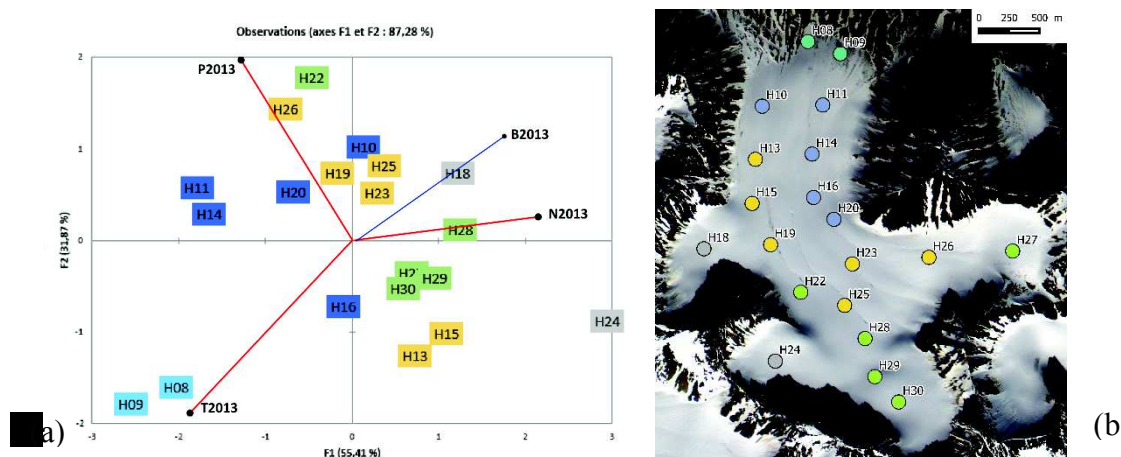 Observations (axes F1 et F2 : 87,28 %)
2
P2013
H22
H26
H10
B2013
1
H19
H25
H18
H11
H20
H23
H14
N2013
H28
F2 (31,87 %)
0
H29
H30
H16
H24
-1
H15
H13
H08
H09
T2013
-2
-3
-2
-1
0
1
2
3
F1 (55,41 %)
a)
0 250 500 m
H08
H09
H10
H11
H14
H13
H16
H15
H20
H19
H18
H23
H26
H27
H22
H25
H28
H24
H29
H30
(b